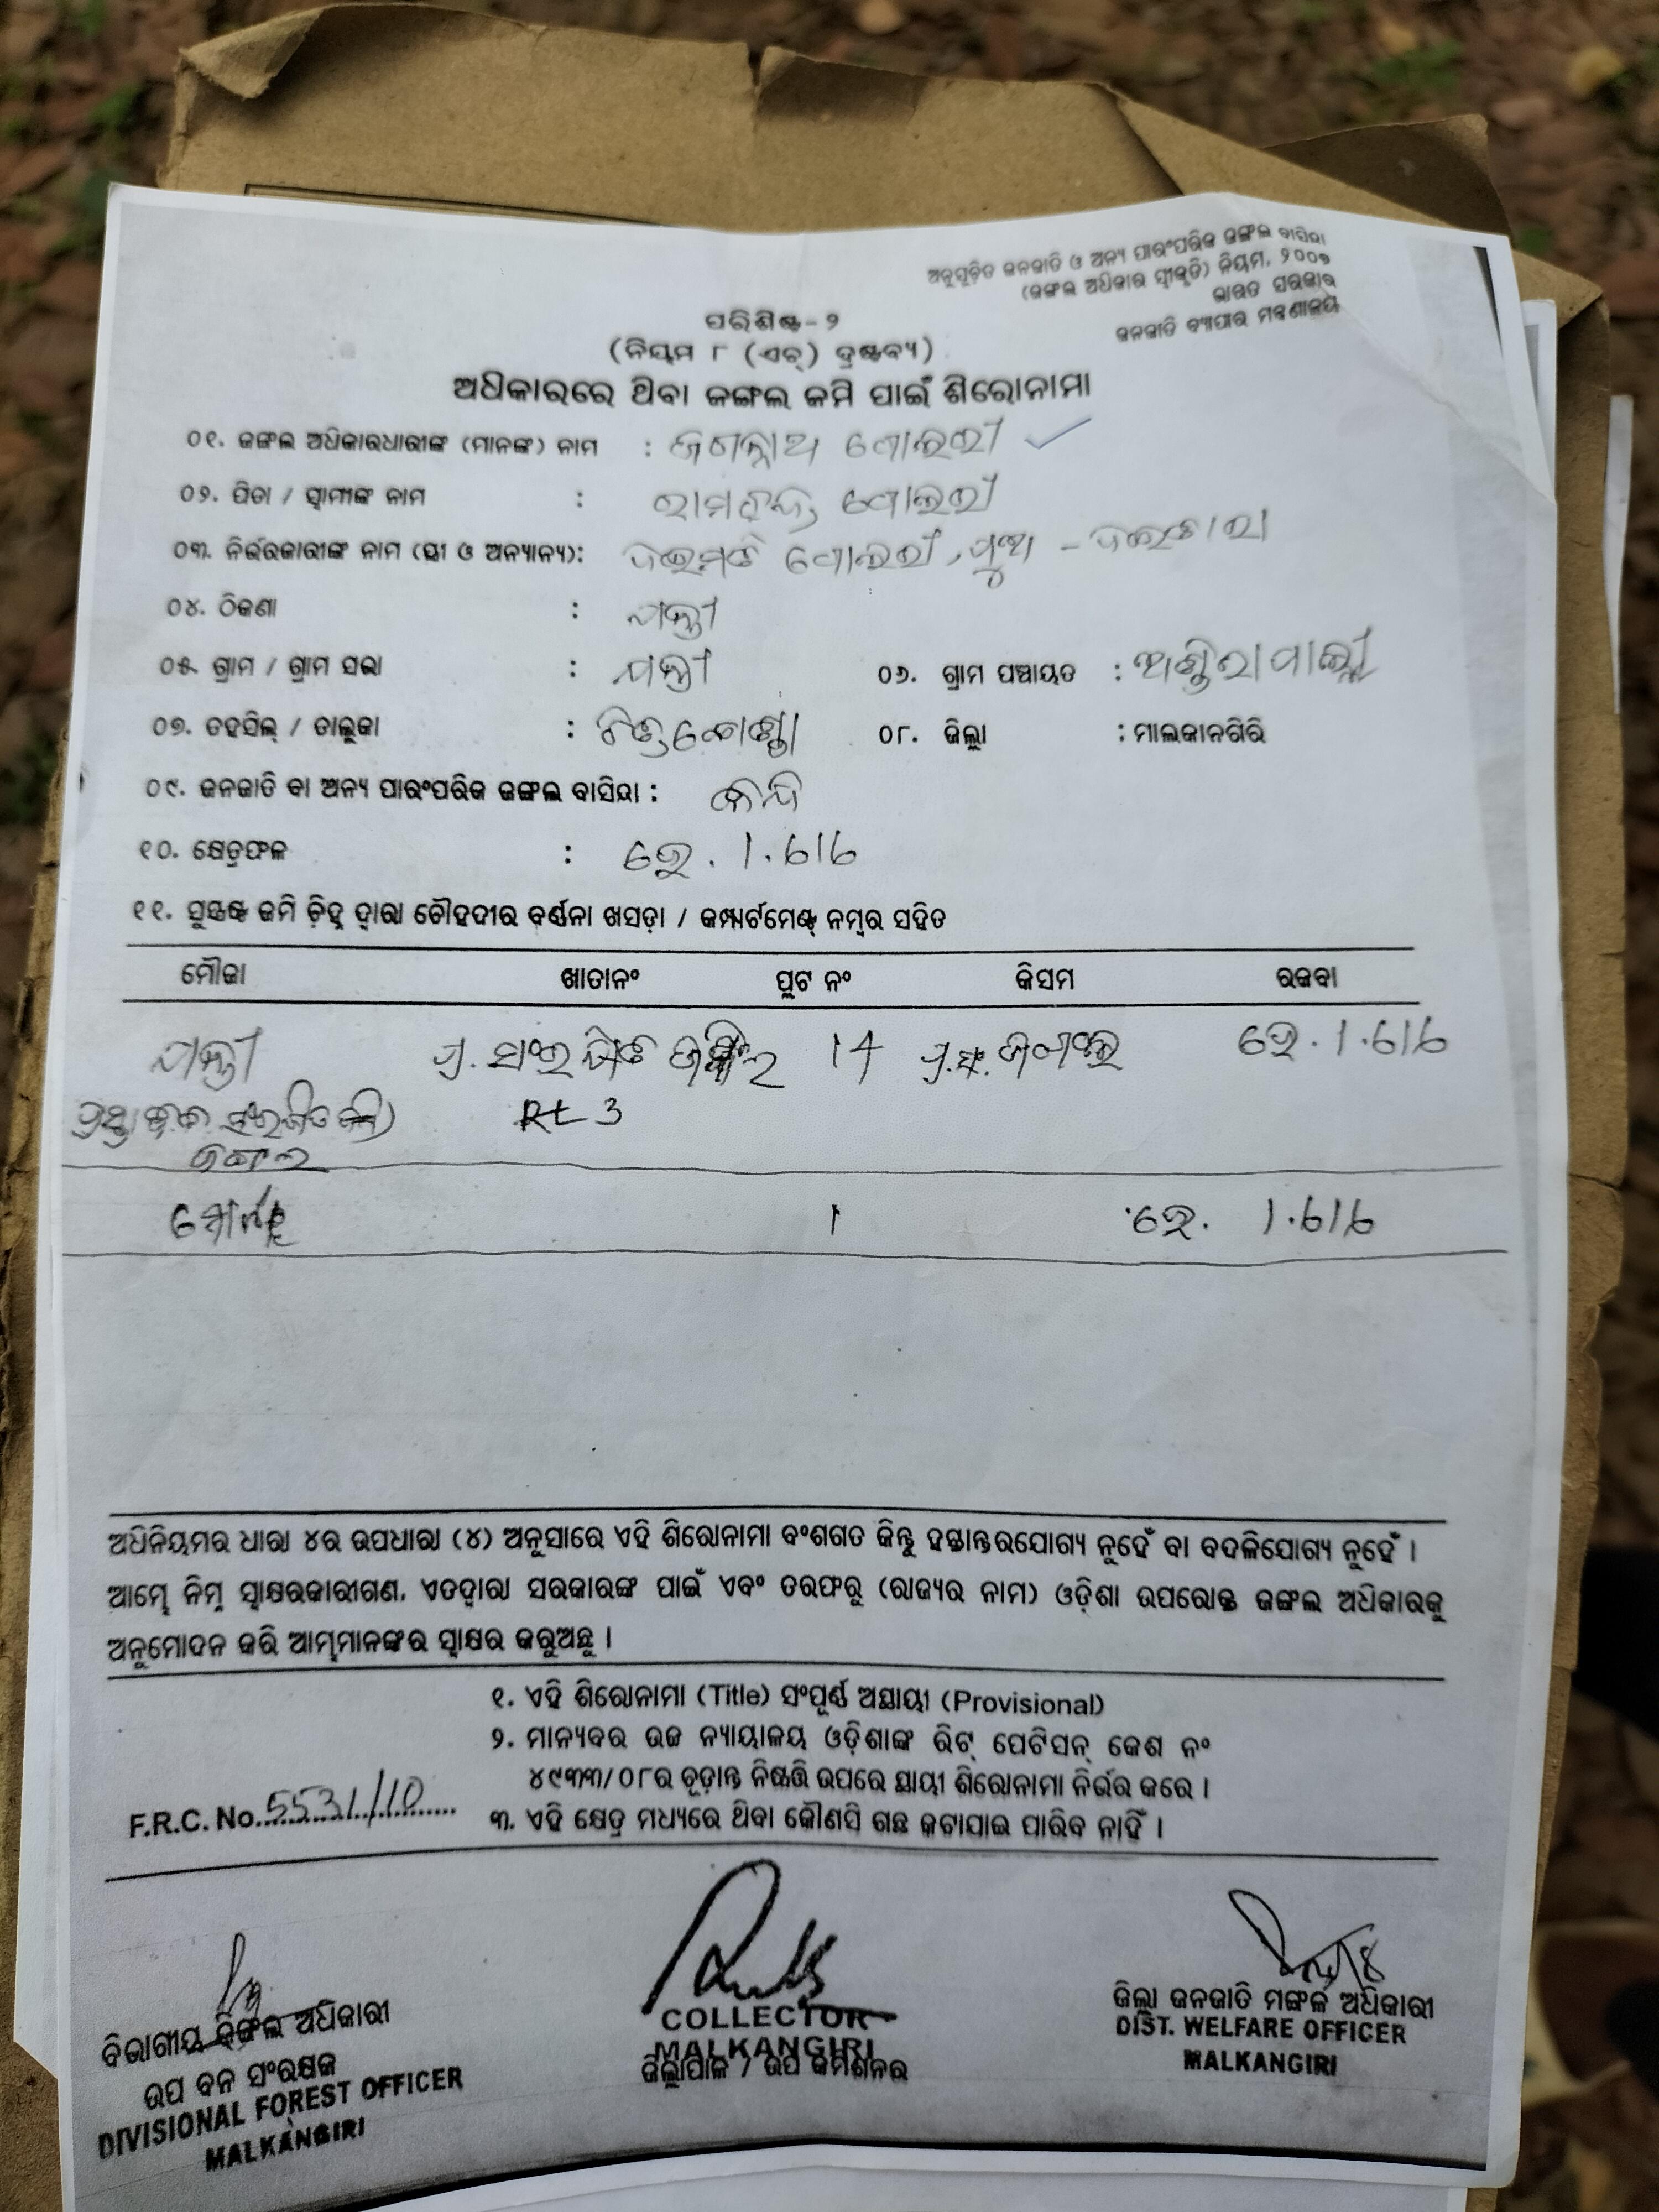 ଅନୁସୂଚିତ ଜନଜାତି ଓ ଅନ୍ୟ ପାରଂପରିକ ଜଙ୍ଗଲ ବାସିନ୍ଦା
(ଜଙ୍ଗଲ ଅଧିକାର ସ୍ୱୀକୃତି) ନିୟମ, ୨୦୦୭
ଭାରତ ସରକାର
ଜନଜାତି ବ୍ୟାପାର ମନ୍ତ୍ରଣାଳୟ
ପରିଶିଷ୍ଟ-୨
(ନିୟମ ୮ (ଏଚ୍) ଦ୍ରଷ୍ଟବ୍ୟ)
ଅଧିକାରରେ ଥିବା ଜଙ୍ଗଲ ଜମି ପାଇଁ ଶିରୋନାମା
୦୧. ଜଙ୍ଗଲ ଅଧିକାରଧାରୀଙ୍କ (ମାନଙ୍କ) ନାମ : ଜଗନ୍ନାଥ ପୋଇରୀ
୦୨. ପିତା / ସ୍ୱାମୀଙ୍କ ନାମ : ରାମଚନ୍ଦ୍ର
୦୩. ନିର୍ଭରକାରୀଙ୍କ ନାମ (ସ୍ତ୍ରୀ ଓ ଅନ୍ୟାନ୍ୟ):
୦୪. ଠିକଣା :
୦୫. ଗ୍ରାମ / ଗ୍ରାମ ସଭା : ୦୬. ଗ୍ରାମ ପଞ୍ଚାୟତ :
୦୭. ତହସିଲ୍ / ତାଲୁକା : ୦୮. ଜିଲ୍ଲା : ମାଲକାନଗିରି
୦୯. ଜନଜାତି ବା ଅନ୍ୟ ପାରଂପରିକ ଜଙ୍ଗଲ ବାସିନ୍ଦା :
୧୦. କ୍ଷେତ୍ରଫଳ : ହେ. 1.616
୧୧. ସୁସ୍ପଷ୍ଟ ଜମି ଚିହ୍ନ ଦ୍ୱାରା ଚୌହଦୀର ବର୍ଣ୍ଣନା ଖସଡ଼ା / କମ୍ପାର୍ଟମେଣ୍ଟ୍ ନମ୍ବର ସହିତ
ମୌଜା ଖାତାନଂ ପ୍ଲଟ ନଂ କିସମ ରକବା
14 ହେ. 1.616
3
ମୋଟ 1 ହେ. 1.616
ଅଧିନିୟମର ଧାରା ୪ର ଉପଧାରା (୪) ଅନୁସାରେ ଏହି ଶିରୋନାମା ବଂଶଗତ କିନ୍ତୁ ହସ୍ତାନ୍ତରଯୋଗ୍ୟ ନୁହେଁ ବା ବଦଳିଯୋଗ୍ୟ ନୁହେଁ ।
ଆମ୍ଭେ ନିମ୍ନ ସ୍ୱାକ୍ଷରକାରୀଗଣ, ଏତଦ୍ୱାରା ସରକାରଙ୍କ ପାଇଁ ଏବଂ ତରଫରୁ (ରାଜ୍ୟର ନାମ) ଓଡ଼ିଶା ଉପରୋକ୍ତ ଜଙ୍ଗଲ ଅଧିକାରକୁ
ଅନୁମୋଦନ କରି ଆମ୍ଭମାନଙ୍କର ସ୍ୱାକ୍ଷର କରୁଅଛୁ ।
୧. ଏହି ଶିରୋନାମା (Title) ସଂପୂର୍ଣ୍ଣ ଅସ୍ଥାୟୀ (Provisional)
୨. ମାନ୍ୟବର ଉଚ୍ଚ ନ୍ୟାୟାଳୟ ଓଡ଼ିଶାଙ୍କ ରିଟ୍ ପେଟିସନ୍ କେଶ ନଂ
୪୯୩୩/୦୮ର ଚୂଡ଼ାନ୍ତ ନିଷ୍ପତ୍ତି ଉପରେ ସ୍ଥାୟୀ ଶିରୋନାମା ନିର୍ଭର କରେ ।
୩. ଏହି କ୍ଷେତ୍ର ମଧ୍ୟରେ ଥିବା କୌଣସି ଗଛ କଟାଯାଇ ପାରିବ ନାହିଁ ।
F.R.C. No. 5531/10
ବିଭାଗୀୟ ଜଙ୍ଗଲ ଅଧିକାରୀ
ଉପ ବନ ସଂରକ୍ଷକ
DIVISIONAL FOREST OFFICER
MALKANGIRI
COLLECTOR
MALKANGIRI
ଜିଲ୍ଲାପାଳ / ଉପ କମିଶନର
ଜିଲ୍ଲା ଜନଜାତି ମଙ୍ଗଳ ଅଧିକାରୀ
DIST. WELFARE OFFICER
MALKANGIRI